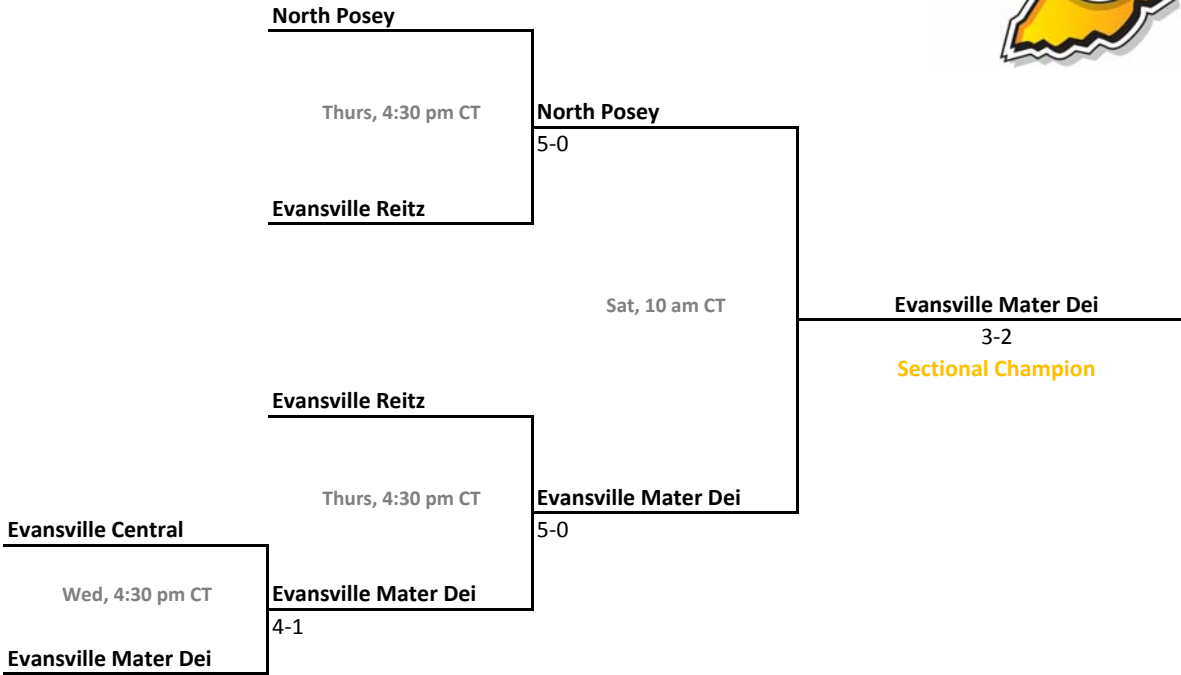 North Posey
Thurs, 4:30 pm CT
North Posey
5-0
Evansville Reitz
Sat, 10 am CT
Evansville Mater Dei
3-2
Sectional Champion
Evansville Reitz
Thurs, 4:30 pm CT
Evansville Mater Dei
5-0
Evansville Central
Wed, 4:30 pm CT
Evansville Mater Dei
4-1
Evansville Mater Dei